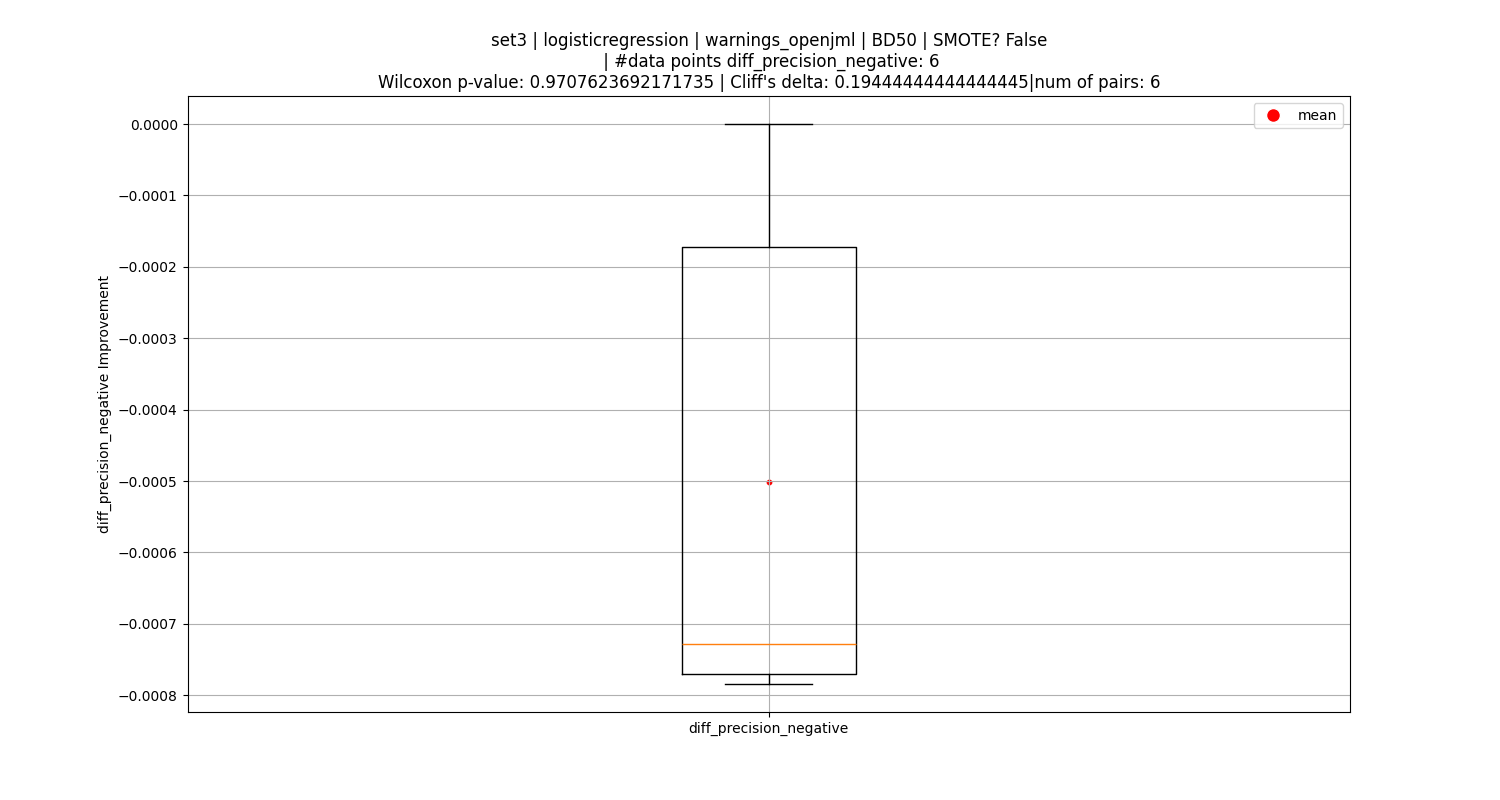 set3 | logisticregression | warnings_openjml | BD50 | SMOTE? False
| #data points diff_precision_negative: 6
Wilcoxon p-value: 0.9707623692171735 | Cliff's delta: 0.19444444444444445|num of pairs: 6
mean
0.0000
−0.0001
−0.0002
−0.0003
−0.0004
−0.0005
−0.0006
−0.0007
−0.0008
diff_precision_negative Improvement
diff_precision_negative